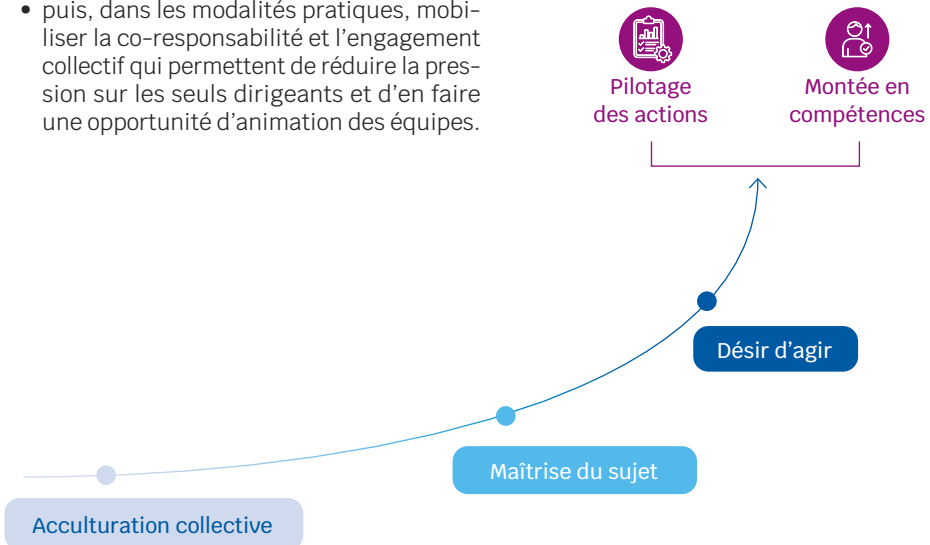 • puis, dans les modalités pratiques, mobi-
liser la co-responsabilité et l’engagement
collectif qui permettent de réduire la pres-
sion sur les seuls dirigeants et d’en faire
une opportunité d’animation des équipes.
Pilotage
des actions
Montée en
compétences
Désir d’agir
Maîtrise du sujet
Acculturation collective